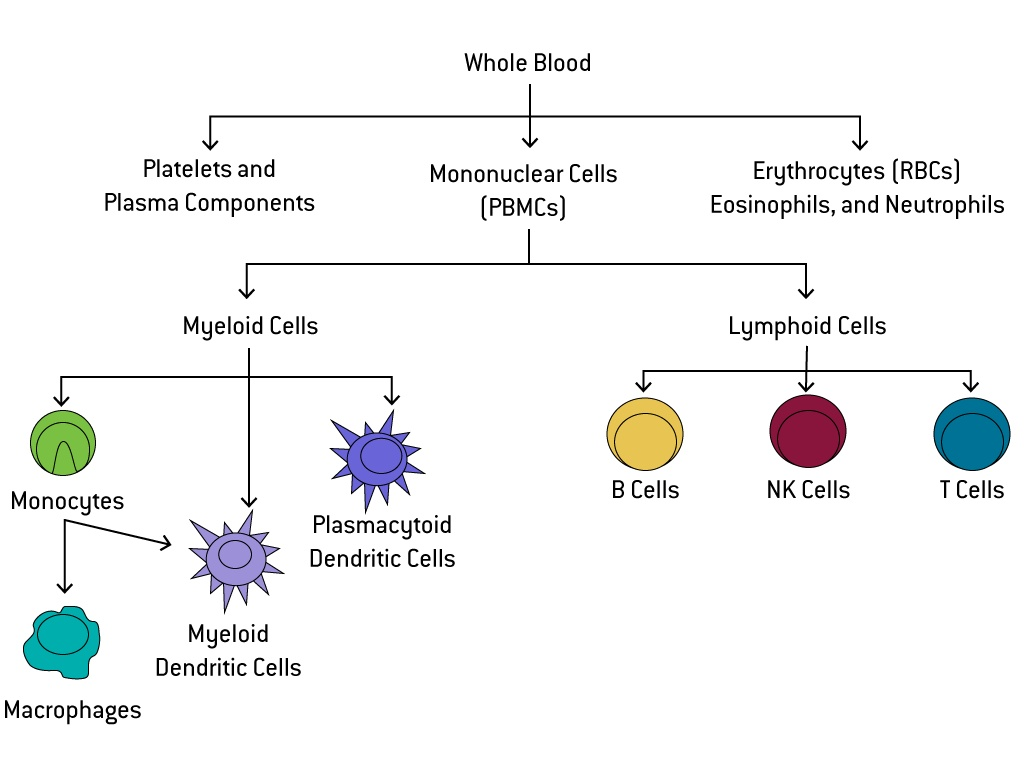 Whole Blood
Platelets and
Plasma Components
Mononuclear Cells
(PBMCs)
Erythrocytes (RBCs)
Eosinophils, and Neutrophils
Myeloid Cells
Lymphoid Cells
Monocytes
Plasmacytoid
Dendritic Cells
B Cells
NK Cells
T Cells
Myeloid
Dendritic Cells
Macrophages